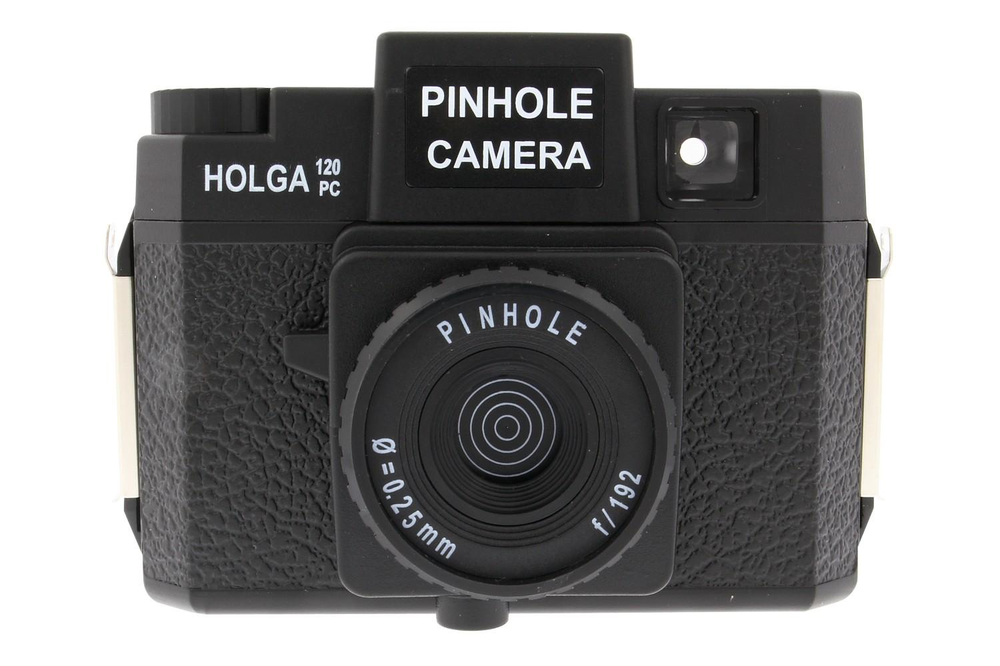 PINHOLE
CAMERA
HOLGA 120
PC
PINHOLE
Ø=0.25mm
f/192